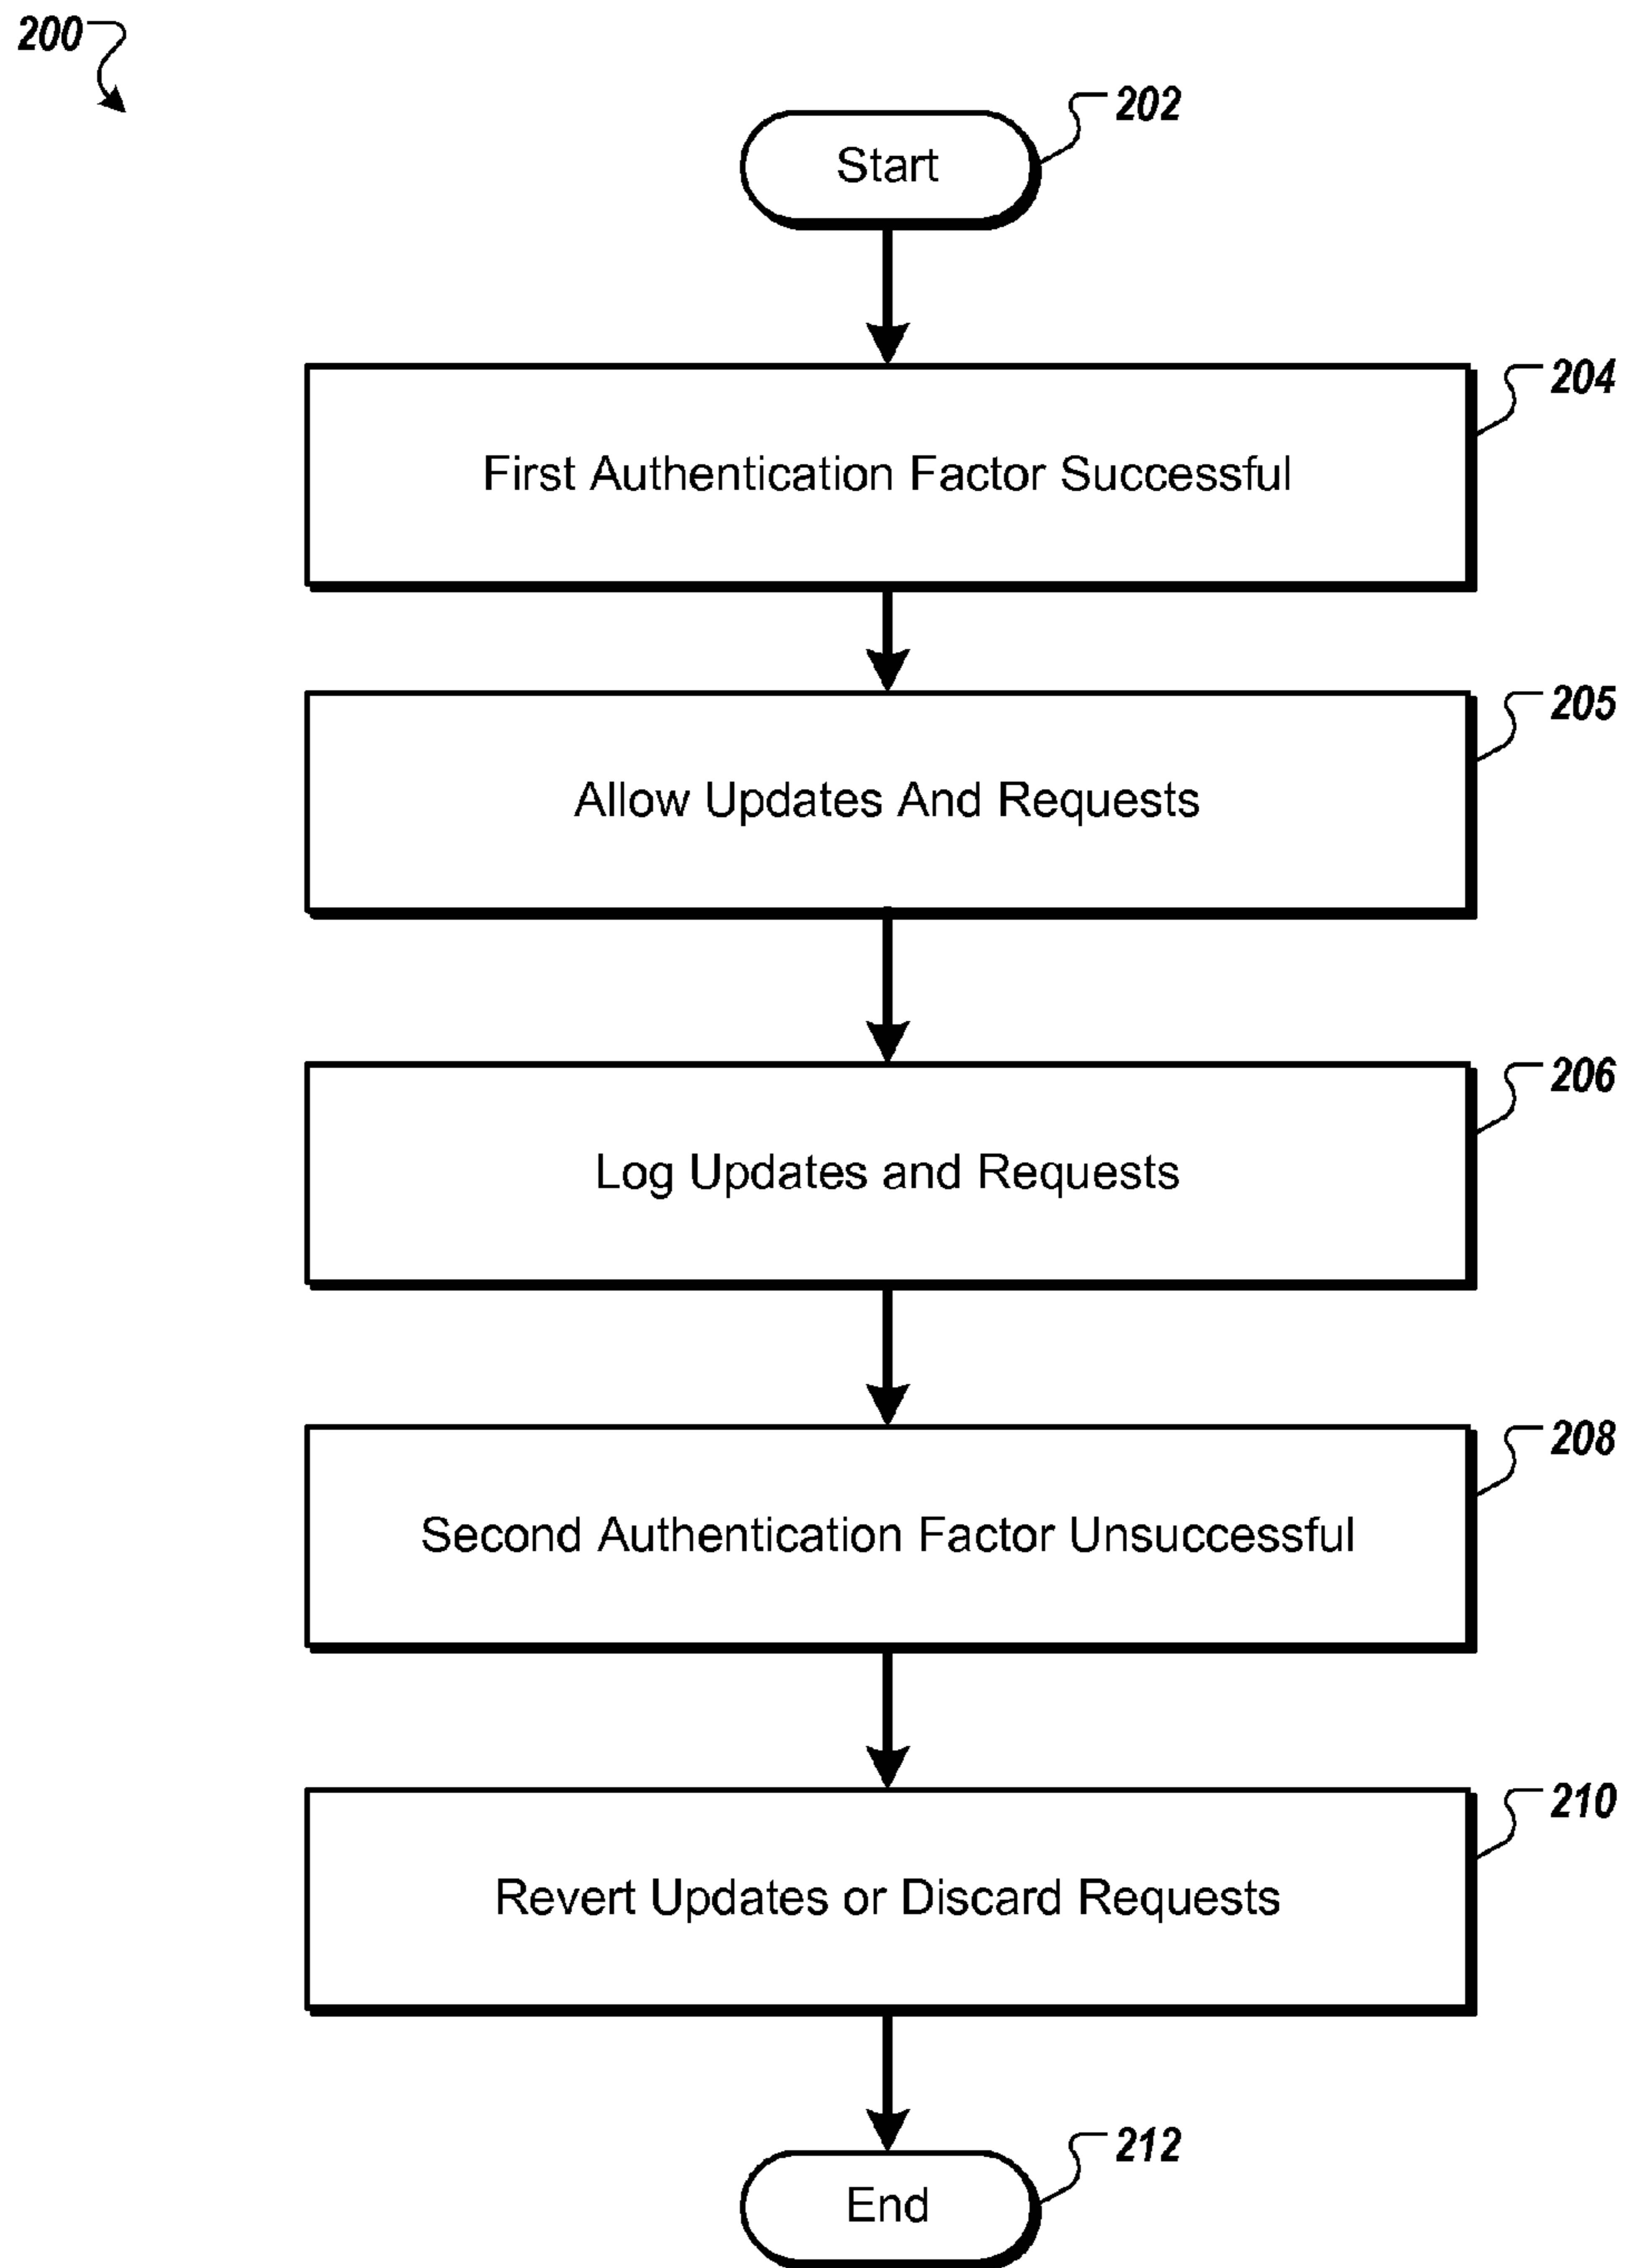 200
202
Start
204
First Authentication Factor Successful
205
Allow Updates And Requests
206
Log Updates and Requests
208
Second Authentication Factor Unsuccessful
210
Revert Updates or Discard Requests
212
End